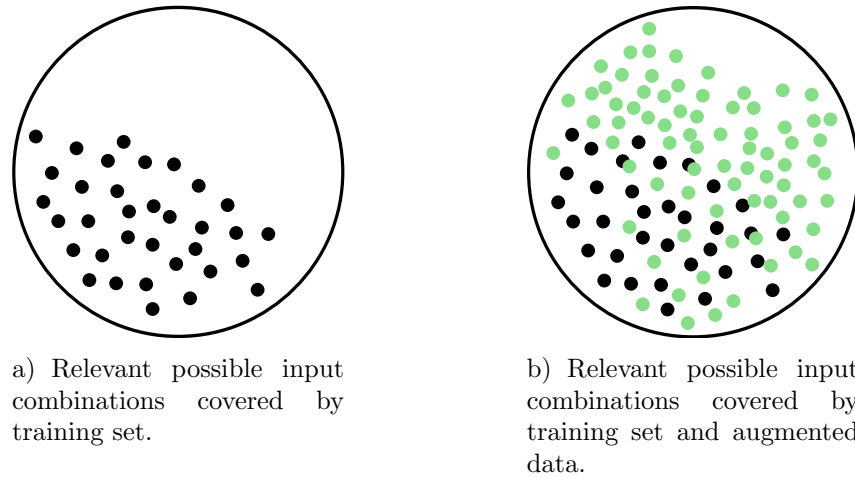 a) Relevant possible input
combinations covered by
training set.
b) Relevant possible input
combinations covered by
training set and augmented
data.